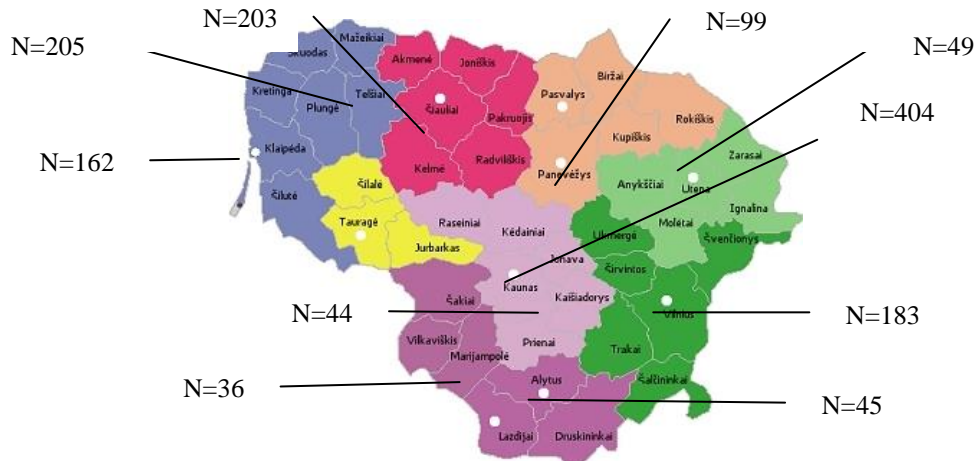 N=203
N=99
N=205
N=49
N=404
N=162
N=44
N=183
N=36
N=45
Skuodas
Mažeikiai
Akmenė
Joniškis
Biržai
Pasvalys
Kretinga
Plungė
Telšiai
Šiauliai
Pakruojis
Rokiškis
Kupiškis
Klaipėda
Kelmė
Radviliškis
Panevėžys
Zarasai
Anykščiai
Utena
Šilutė
Šilalė
Ignalina
Tauragė
Raseiniai
Kėdainiai
Ukmergė
Molėtai
Švenčionys
Jurbarkas
Jonava
Širvintos
Šakiai
Kaunas
Kaišiadorys
Vilnius
Vilkaviškis
Marijampolė
Prienai
Trakai
Alytus
Šalčininkai
Lazdijai
Druskininkai